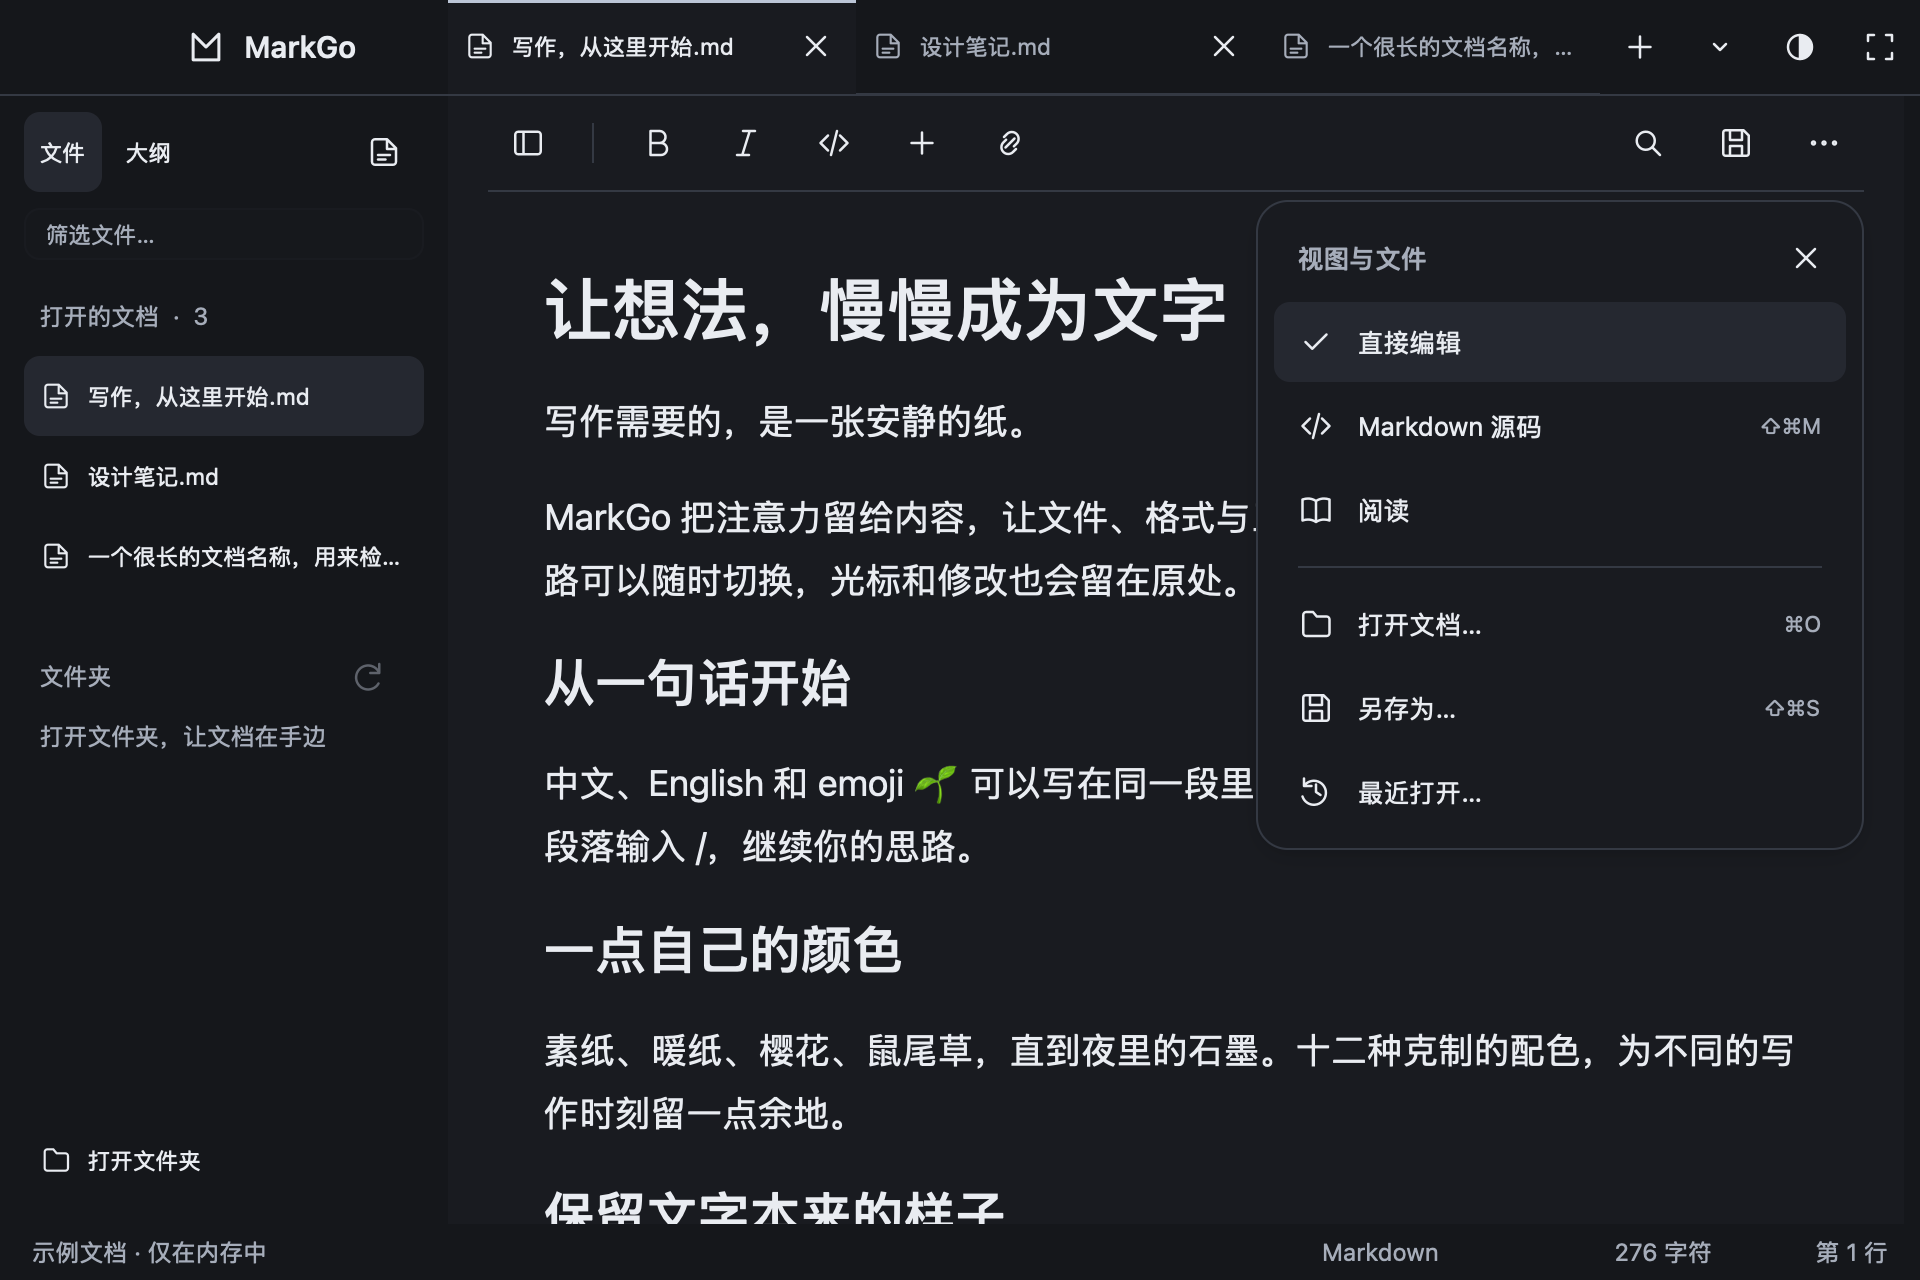 MarkGo
写作，从这里开始.md
设计笔记.md
一个很长的文档名称，...
文件
大纲
筛选文件...
打开的文档 · 3
写作，从这里开始.md
设计笔记.md
一个很长的文档名称，用来检...
文件夹
打开文件夹，让文档在手边
打开文件夹
让想法，慢慢成为文字
写作需要的，是一张安静的纸。
MarkGo 把注意力留给内容，让文件、格式与
路可以随时切换，光标和修改也会留在原处。
从一句话开始
中文、English 和 emoji 🌱 可以写在同一段里
段落输入 /，继续你的思路。
一点自己的颜色
素纸、暖纸、樱花、鼠尾草，直到夜里的石墨。十二种克制的配色，为不同的写
作时刻留一点余地。
保留文字本来的样子
视图与文件
直接编辑
Markdown 源码 ⇧⌘M
阅读
打开文档... ⌘O
另存为... ⇧⌘S
最近打开...
示例文档 · 仅在内存中
Markdown
276 字符
第 1 行